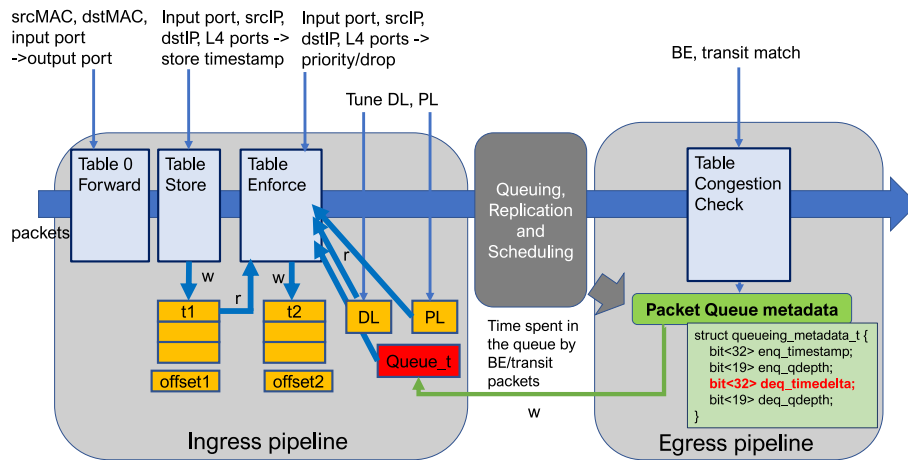 srcMAC, dstMAC,
input port
->output port
Input port, srcIP,
dstIP, L4 ports ->
store timestamp
Input port, srcIP,
dstIP, L4 ports ->
priority/drop
BE, transit match
Tune DL, PL
Table 0
Forward
Table
Store
Table
Enforce
Queuing,
Replication
and
Scheduling
Table
Congestion
Check
packets
w
r
w
r
t1
t2
DL
PL
Queue_t
offset1
offset2
Time spent in
the queue by
BE/transit
packets
w
Packet Queue metadata
struct queueing_metadata_t {
bit<32> enq_timestamp;
bit<19> enq_qdepth;
bit<32> deq_timedelta;
bit<19> deq_qdepth;
}
Ingress pipeline
Egress pipeline